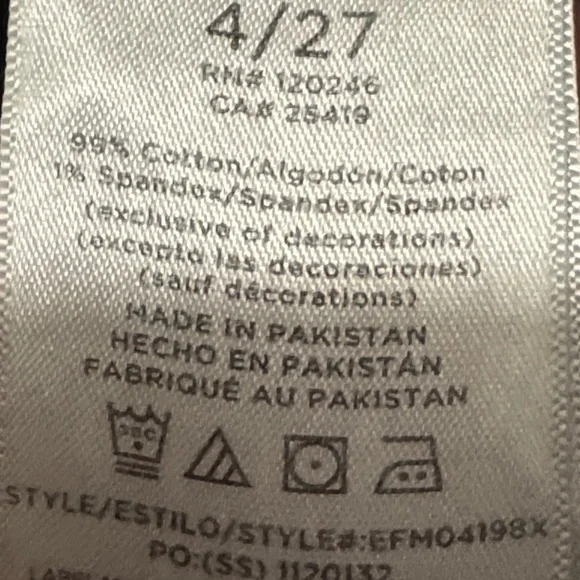 4/27
RN# 120246
CA# 25419
99% Cotton/Algodón/Coton
1% Spandex/Spandex/Spandex
(exclusive of decorations)
(excepto las decoraciones)
(sauf décorations)
MADE IN PAKISTAN
HECHO EN PAKISTÁN
FABRIQUÉ AU PAKISTAN
STYLE/ESTILO/STYLE#:EFM04198X
PO:(SS) 1120132